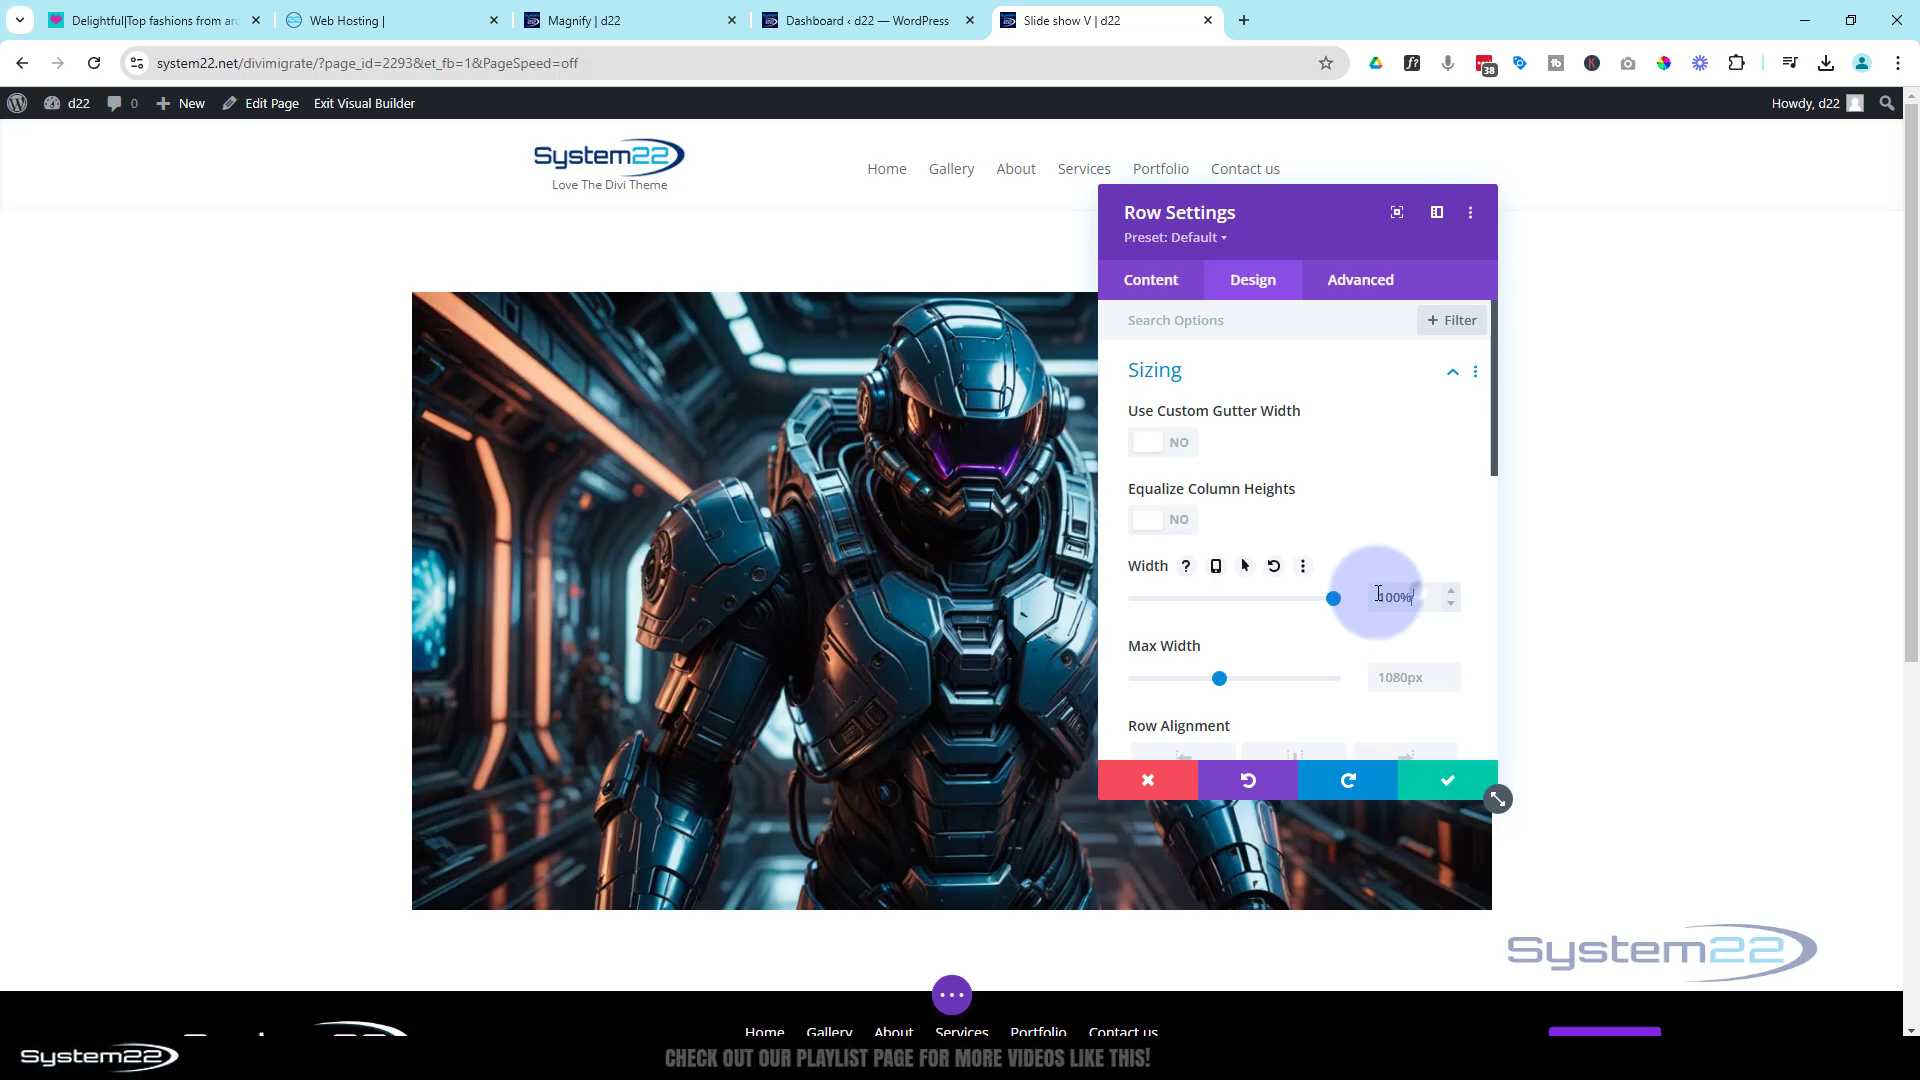 Delightful|Top fashions from aro
Web Hosting |
Magnify | d22
Dashboard ‹ d22 — WordPress
Slide show V | d22
system22.net/divimigrate/?page_id=2293&et_fb=1&PageSpeed=off
38
d22
0
New
Edit Page
Exit Visual Builder
Howdy, d22
System22
Love The Divi Theme
Home
Gallery
About
Services
Portfolio
Contact us
Row Settings
Preset: Default
Content
Design
Advanced
Search Options
+ Filter
Sizing
Use Custom Gutter Width
NO
Equalize Column Heights
NO
Width
100%
Max Width
1080px
Row Alignment
System22
Home
Gallery
About
Services
Portfolio
Contact us
System22
CHECK OUT OUR PLAYLIST PAGE FOR MORE VIDEOS LIKE THIS!